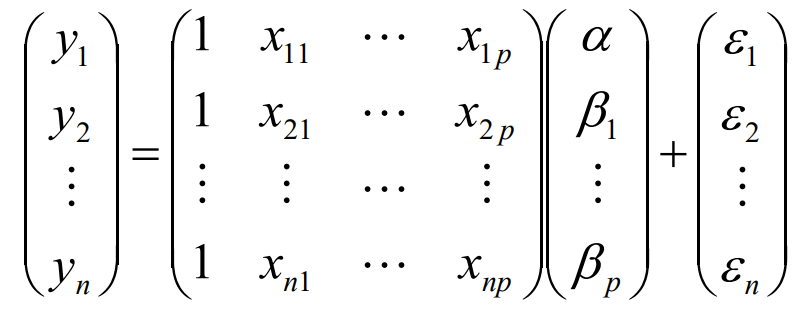 y₁ 1 x₁₁ ⋯ x₁ₚ α ε₁
y₂ 1 x₂₁ ⋯ x₂ₚ β₁ ε₂
⋮ = ⋮ ⋮ ⋯ ⋮ ⋮ + ⋮
yₙ 1 xₙ₁ ⋯ xₙₚ βₚ εₙ